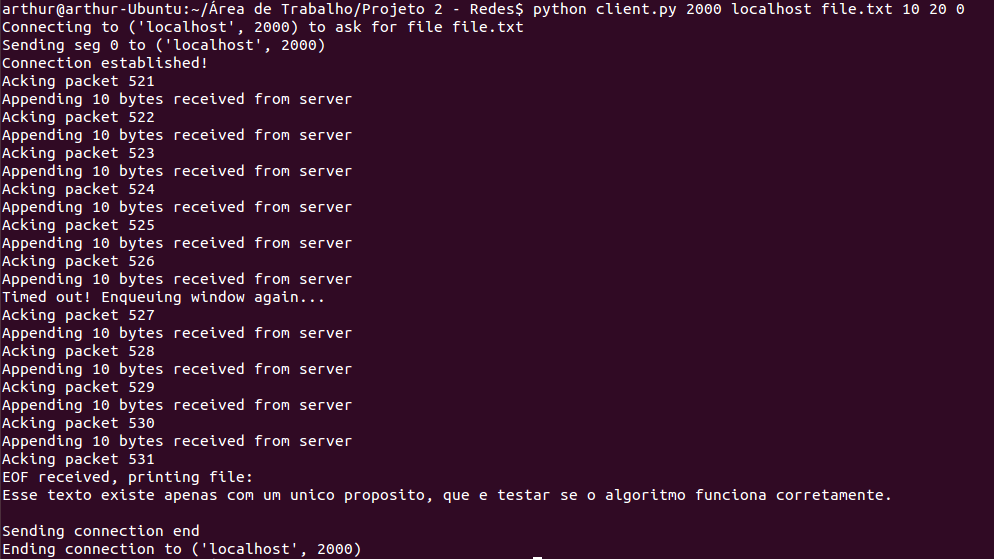 arthur@arthur-Ubuntu:~/Área de Trabalho/Projeto 2 - Redes$ python client.py 2000 localhost file.txt 10 20 0
Connecting to ('localhost', 2000) to ask for file file.txt
Sending seg 0 to ('localhost', 2000)
Connection established!
Acking packet 521
Appending 10 bytes received from server
Acking packet 522
Appending 10 bytes received from server
Acking packet 523
Appending 10 bytes received from server
Acking packet 524
Appending 10 bytes received from server
Acking packet 525
Appending 10 bytes received from server
Acking packet 526
Appending 10 bytes received from server
Timed out! Enqueuing window again...
Acking packet 527
Appending 10 bytes received from server
Acking packet 528
Appending 10 bytes received from server
Acking packet 529
Appending 10 bytes received from server
Acking packet 530
Appending 10 bytes received from server
Acking packet 531
EOF received, printing file:
Esse texto existe apenas com um unico proposito, que e testar se o algoritmo funciona corretamente.
Sending connection end
Ending connection to ('localhost', 2000)